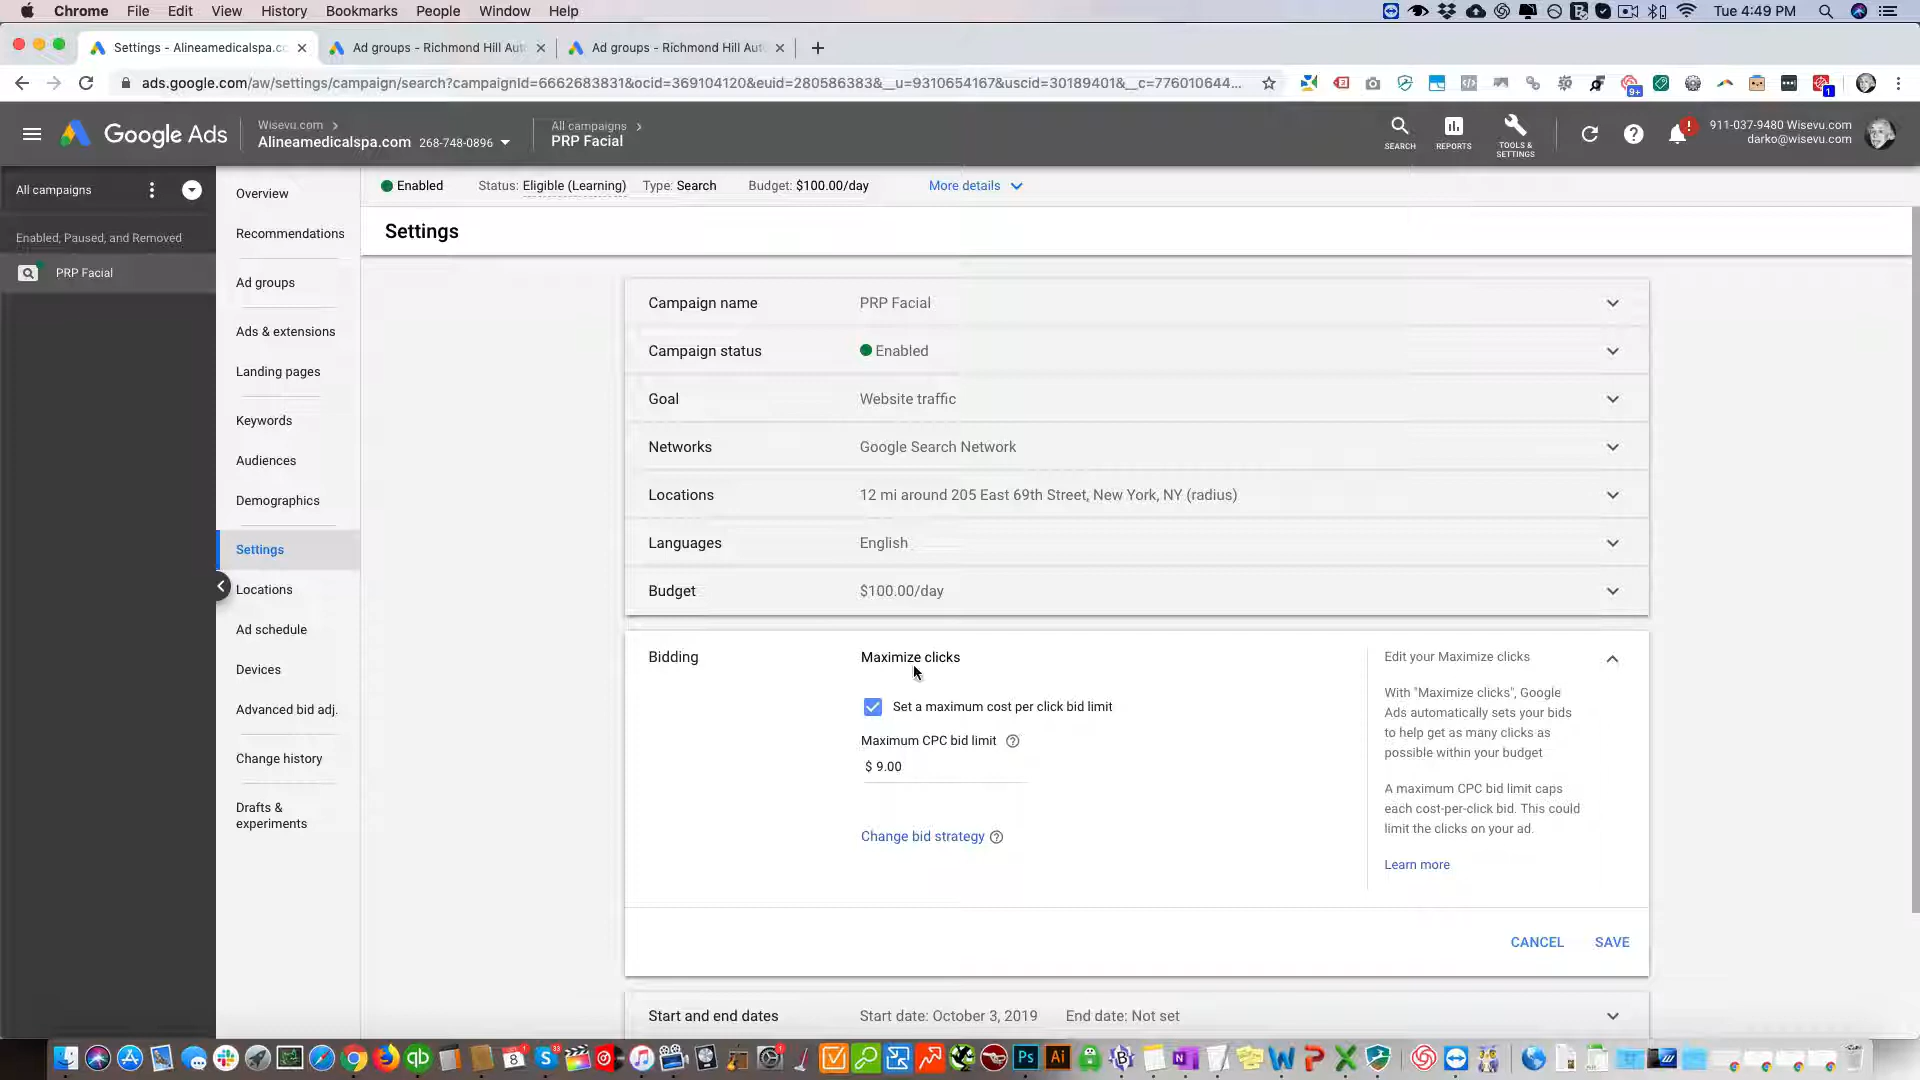 Chrome File Edit View History Bookmarks People Window Help Tue 4:49 PM
Settings - Alineamedicalspa.co
Ad groups - Richmond Hill Aut
Ad groups - Richmond Hill Aut
ads.google.com/aw/settings/campaign/search?campaignId=6662683831&ocid=369104120&euid=280586383&__u=9310654167&uscid=30189401&__c=776010644...
9+
1
Google Ads
Wisevu.com
Alineamedicalspa.com 268-748-0896
All campaigns
PRP Facial
SEARCH
REPORTS
TOOLS &
SETTINGS
911-037-9480 Wisevu.com
darko@wisevu.com
All campaigns
Enabled, Paused, and Removed
PRP Facial
Overview
Recommendations
Ad groups
Ads & extensions
Landing pages
Keywords
Audiences
Demographics
Settings
Locations
Ad schedule
Devices
Advanced bid adj.
Change history
Drafts &
experiments
Enabled Status: Eligible (Learning) Type: Search Budget: $100.00/day More details
Settings
Campaign name PRP Facial
Campaign status Enabled
Goal Website traffic
Networks Google Search Network
Locations 12 mi around 205 East 69th Street, New York, NY (radius)
Languages English
Budget $100.00/day
Bidding Maximize clicks
Set a maximum cost per click bid limit
Maximum CPC bid limit
$ 9.00
Change bid strategy
Edit your Maximize clicks
With "Maximize clicks", Google
Ads automatically sets your bids
to help get as many clicks as
possible within your budget
A maximum CPC bid limit caps
each cost-per-click bid. This could
limit the clicks on your ad.
Learn more
CANCEL SAVE
Start and end dates Start date: October 3, 2019 End date: Not set
8
Ps
Ai